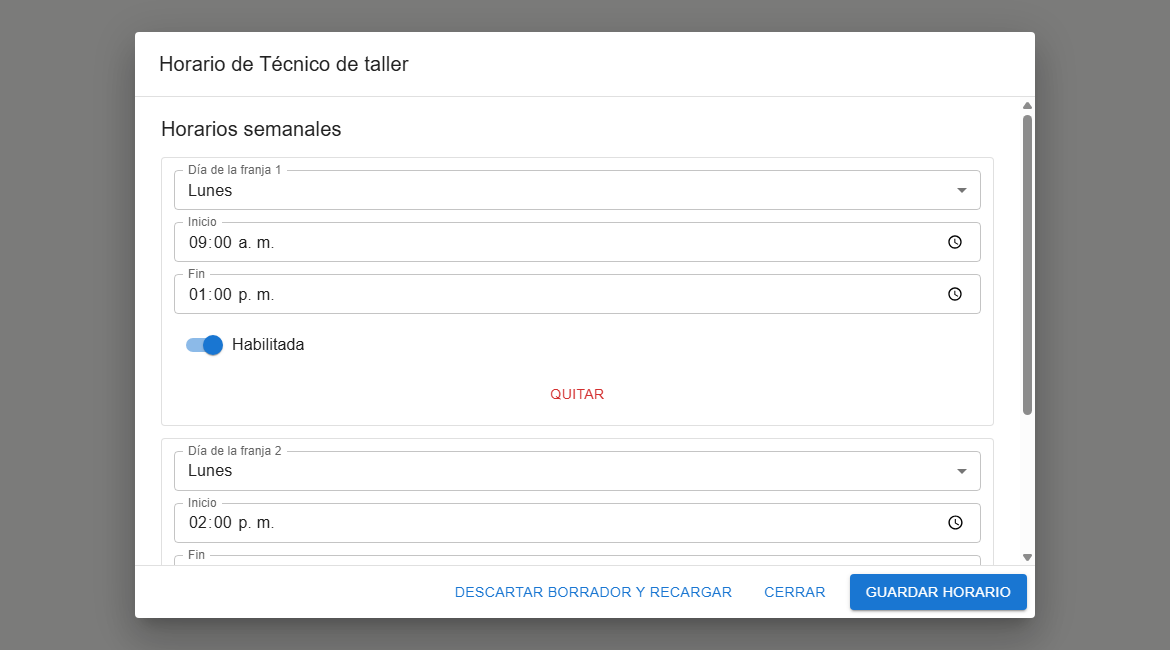 Horario de Técnico de taller
Horarios semanales
Día de la franja 1
Lunes
Inicio
09:00 a. m.
Fin
01:00 p. m.
Habilitada
QUITAR
Día de la franja 2
Lunes
Inicio
02:00 p. m.
Fin
DESCARTAR BORRADOR Y RECARGAR
CERRAR
GUARDAR HORARIO